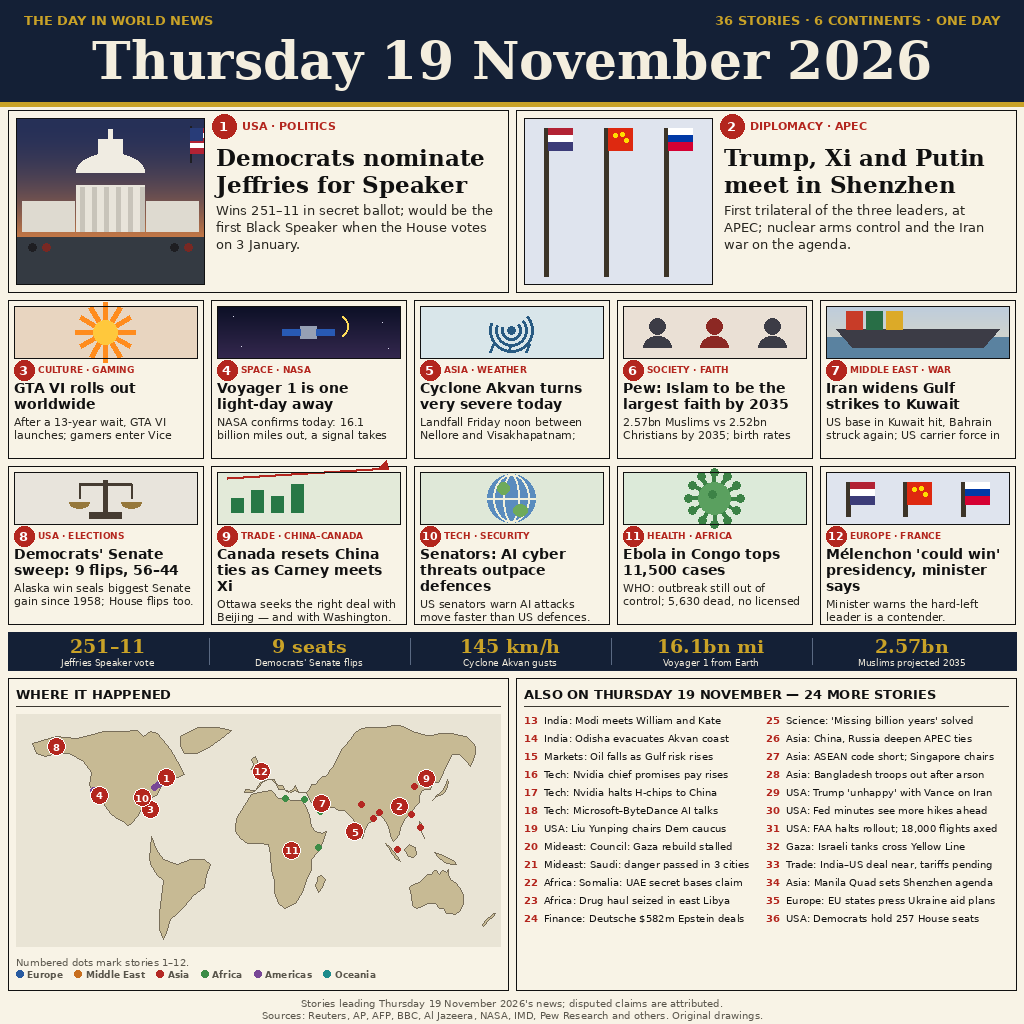 THE DAY IN WORLD NEWS
36 STORIES · 6 CONTINENTS · ONE DAY
Thursday 19 November 2026
1 USA · POLITICS
Democrats nominate
Jeffries for Speaker
Wins 251–11 in secret ballot; would be the
first Black Speaker when the House votes
on 3 January.
2 DIPLOMACY · APEC
Trump, Xi and Putin
meet in Shenzhen
First trilateral of the three leaders, at
APEC; nuclear arms control and the Iran
war on the agenda.
3 CULTURE · GAMING
GTA VI rolls out
worldwide
After a 13-year wait, GTA VI
launches; gamers enter Vice
4 SPACE · NASA
Voyager 1 is one
light-day away
NASA confirms today: 16.1
billion miles out, a signal takes
5 ASIA · WEATHER
Cyclone Akvan turns
very severe today
Landfall Friday noon between
Nellore and Visakhapatnam;
6 SOCIETY · FAITH
Pew: Islam to be the
largest faith by 2035
2.57bn Muslims vs 2.52bn
Christians by 2035; birth rates
7 MIDDLE EAST · WAR
Iran widens Gulf
strikes to Kuwait
US base in Kuwait hit, Bahrain
struck again; US carrier force in
8 USA · ELECTIONS
Democrats' Senate
sweep: 9 flips, 56–44
Alaska win seals biggest Senate
gain since 1958; House flips too.
9 TRADE · CHINA–CANADA
Canada resets China
ties as Carney meets
Xi
Ottawa seeks the right deal with
Beijing — and with Washington.
10 TECH · SECURITY
Senators: AI cyber
threats outpace
defences
US senators warn AI attacks
move faster than US defences.
11 HEALTH · AFRICA
Ebola in Congo tops
11,500 cases
WHO: outbreak still out of
control; 5,630 dead, no licensed
12 EUROPE · FRANCE
Mélenchon 'could win'
presidency, minister
says
Minister warns the hard-left
leader is a contender.
251–11
Jeffries Speaker vote
9 seats
Democrats' Senate flips
145 km/h
Cyclone Akvan gusts
16.1bn mi
Voyager 1 from Earth
2.57bn
Muslims projected 2035
WHERE IT HAPPENED
8
1
4
10
3
12
9
7
2
5
11
Numbered dots mark stories 1–12.
Europe Middle East Asia Africa Americas Oceania
ALSO ON THURSDAY 19 NOVEMBER — 24 MORE STORIES
13 India: Modi meets William and Kate
14 India: Odisha evacuates Akvan coast
15 Markets: Oil falls as Gulf risk rises
16 Tech: Nvidia chief promises pay rises
17 Tech: Nvidia halts H-chips to China
18 Tech: Microsoft–ByteDance AI talks
19 USA: Liu Yunping chairs Dem caucus
20 Mideast: Council: Gaza rebuild stalled
21 Mideast: Saudi: danger passed in 3 cities
22 Africa: Somalia: UAE secret bases claim
23 Africa: Drug haul seized in east Libya
24 Finance: Deutsche $582m Epstein deals
25 Science: 'Missing billion years' solved
26 Asia: China, Russia deepen APEC ties
27 Asia: ASEAN code short; Singapore chairs
28 Asia: Bangladesh troops out after arson
29 USA: Trump 'unhappy' with Vance on Iran
30 USA: Fed minutes see more hikes ahead
31 USA: FAA halts rollout; 18,000 flights axed
32 Gaza: Israeli tanks cross Yellow Line
33 Trade: India–US deal near, tariffs pending
34 Asia: Manila Quad sets Shenzhen agenda
35 Europe: EU states press Ukraine aid plans
36 USA: Democrats hold 257 House seats
Stories leading Thursday 19 November 2026's news; disputed claims are attributed.
Sources: Reuters, AP, AFP, BBC, Al Jazeera, NASA, IMD, Pew Research and others. Original drawings.